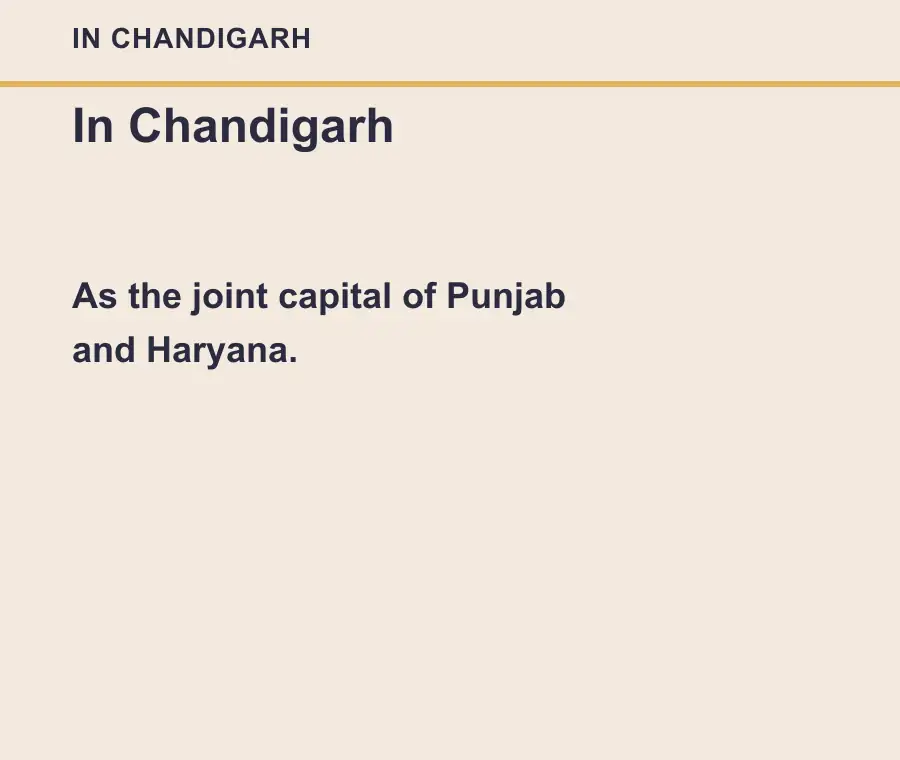 IN CHANDIGARH
In Chandigarh
As the joint capital of Punjab
and Haryana.